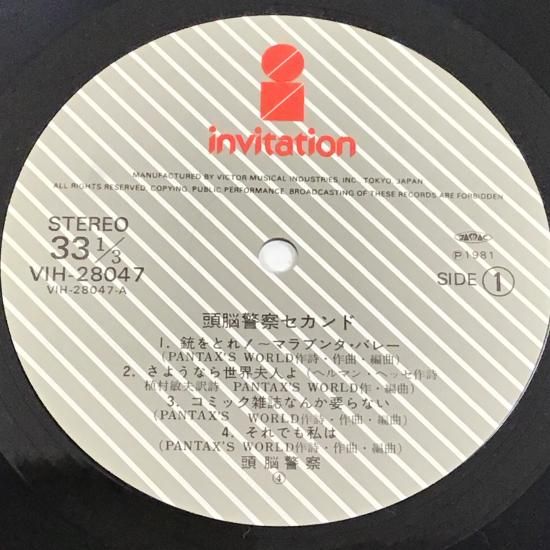 invitation
MANUFACTURED BY VICTOR MUSICAL INDUSTRIES, INC., TOKYO, JAPAN
ALL RIGHTS RESERVED, COPYING, PUBLIC PERFORMANCE, BROADCASTING OF THESE RECORDS ARE FORBIDDEN
STEREO
33 1/3
VIH-28047
VIH-28047-A
JASRAC
℗1981
SIDE ①
頭脳警察セカンド
1. 銃をとれ!~マラブンタ・バレー
(PANTAX'S WORLD作詩・作曲・編曲)
2. さようなら世界夫人よ(ヘルマン・ヘッセ作詩
植村敏夫訳詩 PANTAX'S WORLD作・編曲)
3. コミック雑誌なんか要らない
(PANTAX'S WORLD作詩・作曲・編曲)
4. それでも私は
(PANTAX'S WORLD作詩・作曲・編曲)
頭脳警察
④